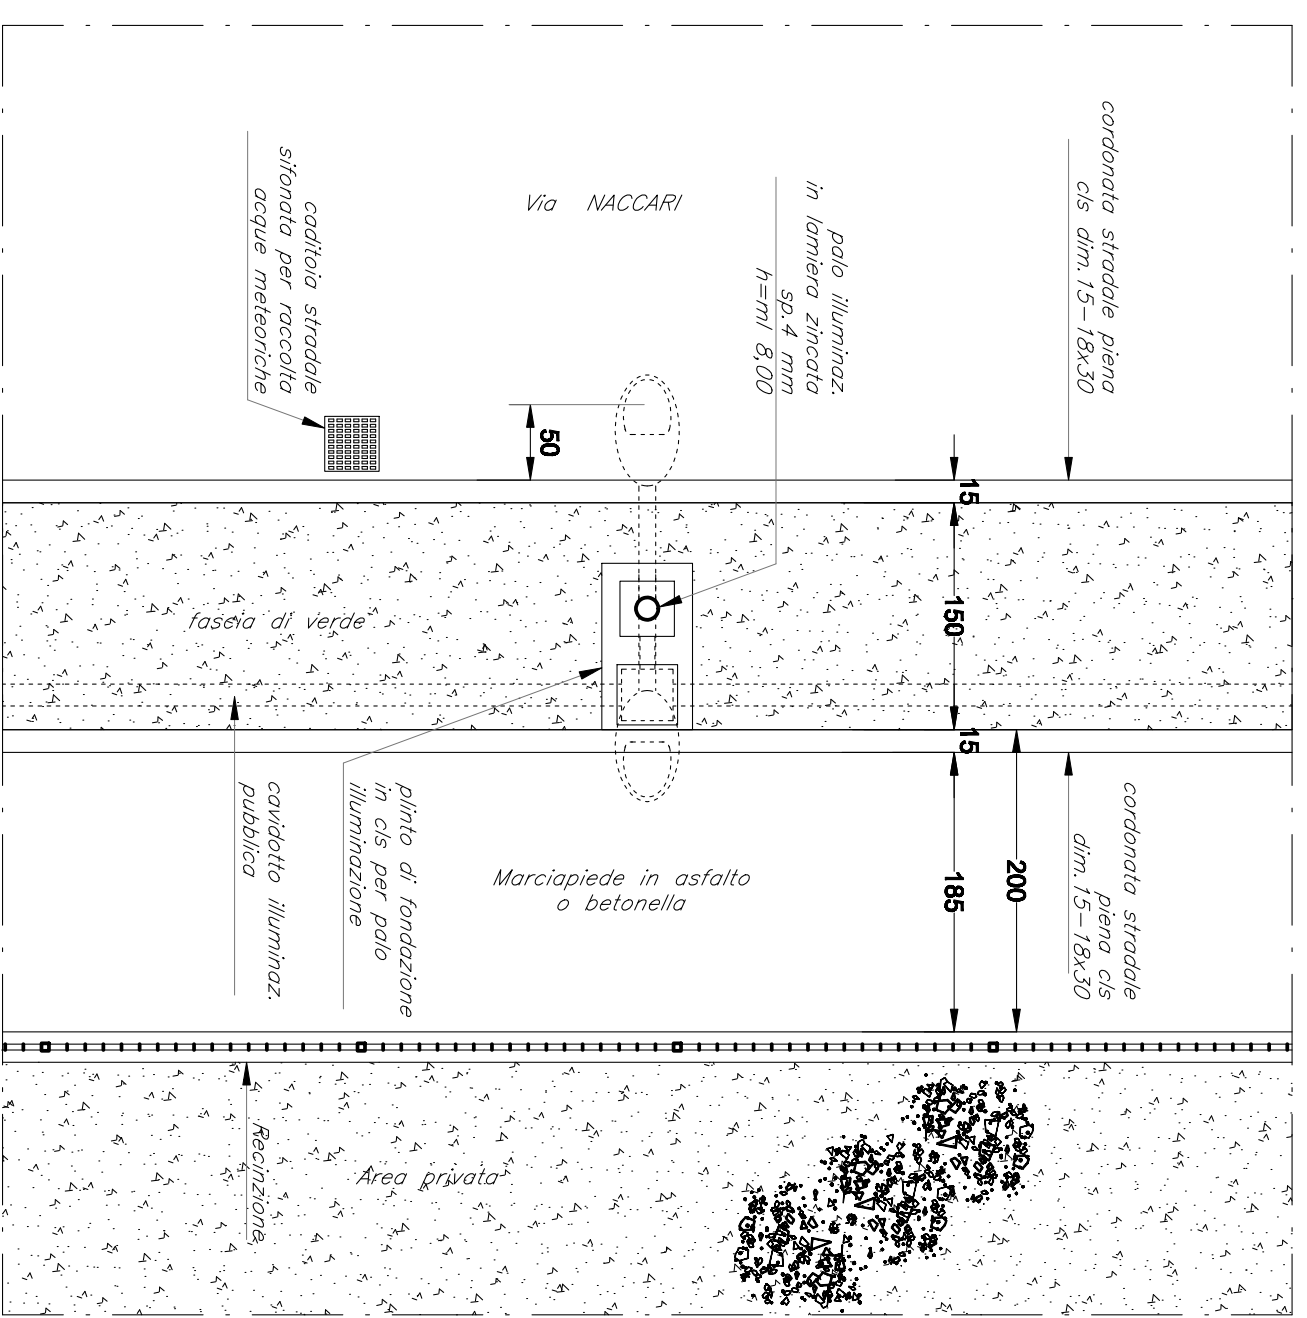 cordonata stradale piena
cls dim.15-18x30
palo illuminaz.
in lamiera zincata
sp.4 mm
h=ml 8,00
Via NACCARI
caditoia stradale
sifonata per raccolta
acque meteoriche
50
15
150
15
185
200
fascia di verde
cordonata stradale
piena cls
dim.15-18x30
Marciapiede in asfalto
o betonella
plinto di fondazione
in cls per palo
illuminazione
cavidotto illuminaz.
pubblica
Recinzione
Area privata